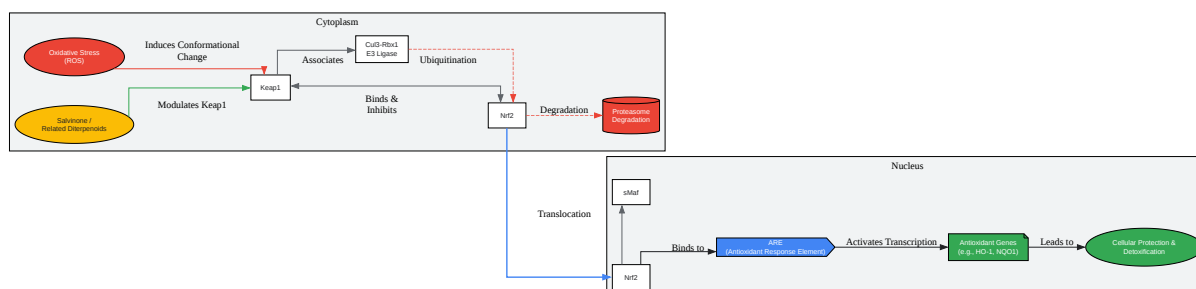 Cytoplasm
Oxidative Stress
(ROS)
Induces Conformational
Change
Cul3-Rbx1
E3 Ligase
Associates
Ubiquitination
Keap1
Salvinone /
Related Diterpenoids
Modulates Keap1
Binds &
Inhibits
Nrf2
Degradation
Proteasome
Degradation
Translocation
Nucleus
sMaf
Nrf2
Binds to
ARE
(Antioxidant Response Element)
Activates Transcription
Antioxidant Genes
(e.g., HO-1, NQO1)
Leads to
Cellular Protection &
Detoxification